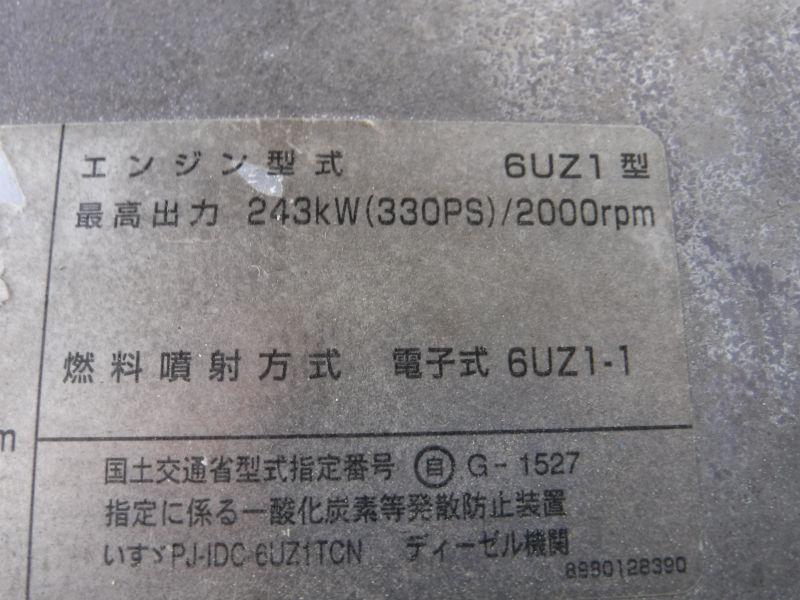 エンジン型式 6UZ1型
最高出力 243kW(330PS)/2000rpm
燃料噴射方式 電子式 6UZ1-1
m
国土交通省型式指定番号 ㉂ G-1527
指定に係る一酸化炭素等発散防止装置
いすゞPJ-IDC-6UZ1TCN ディーゼル機関
8980128390